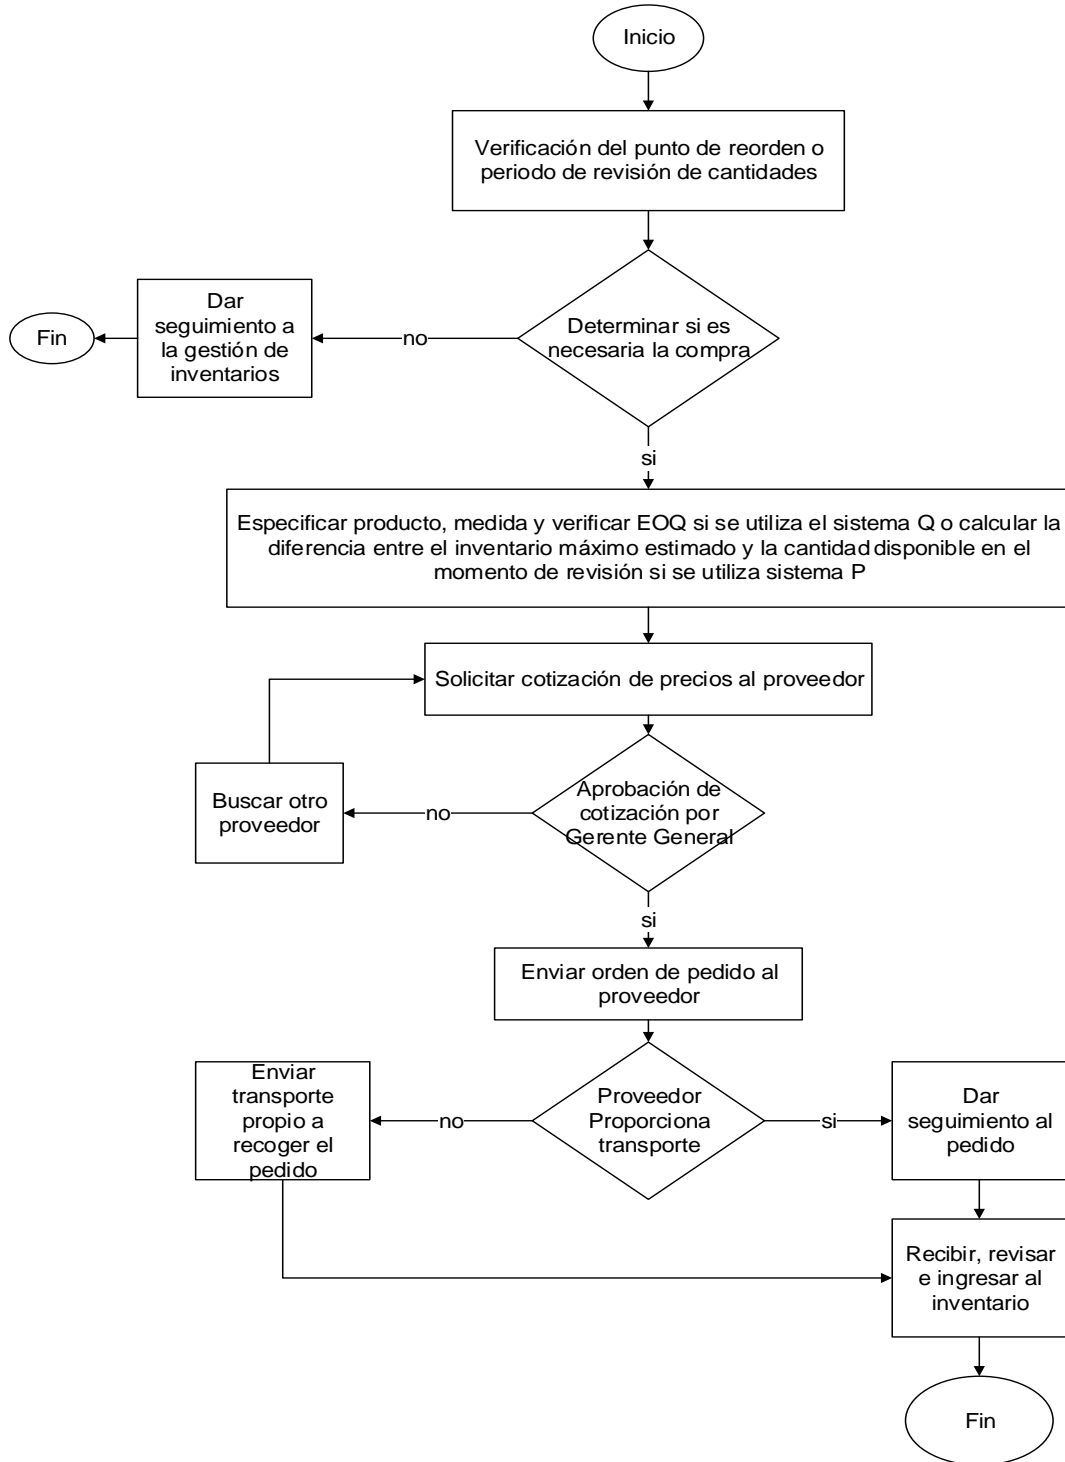 Inicio
Verificación del punto de reorden o
periodo de revisión de cantidades
Determinar si es
necesaria la compra
no
Dar
seguimiento a
la gestión de
inventarios
Fin
si
Especificar producto, medida y verificar EOQ si se utiliza el sistema Q o calcular la
diferencia entre el inventario máximo estimado y la cantidad disponible en el
momento de revisión si se utiliza sistema P
Solicitar cotización de precios al proveedor
Aprobación de
cotización por
Gerente General
no
Buscar otro
proveedor
si
Enviar orden de pedido al
proveedor
Proveedor
Proporciona
transporte
no
Enviar
transporte
propio a
recoger el
pedido
si
Dar
seguimiento al
pedido
Recibir, revisar
e ingresar al
inventario
Fin